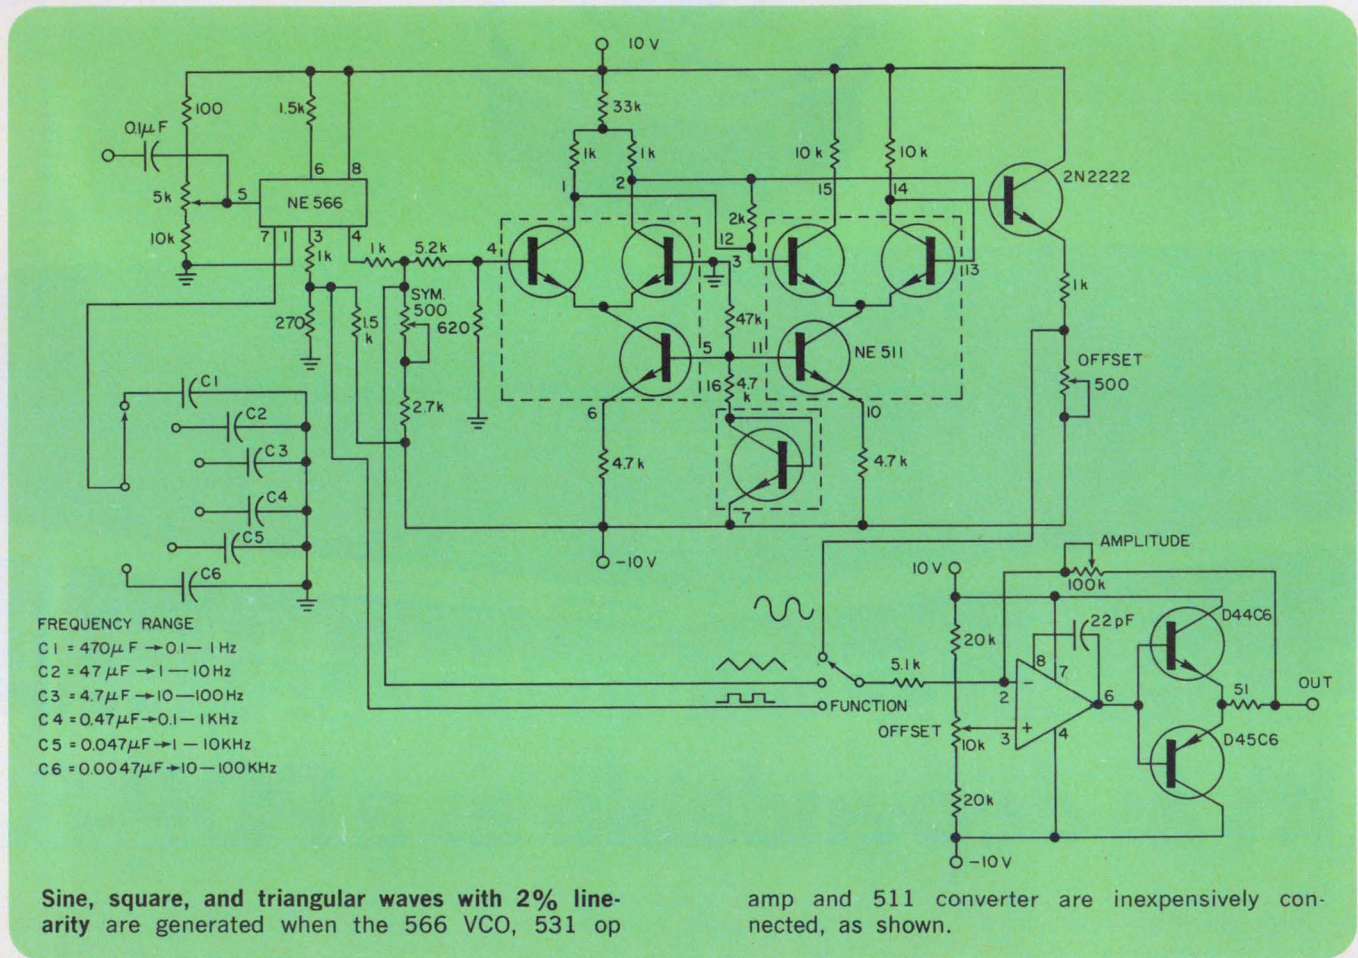 10 V
100
1.5k
33k
0.1μF
1k
1k
10 k
10 k
2N2222
6
8
1
2
15
14
5k
5
NE 566
2k
10k
7
1
3
4
12
1k
5.2k
4
3
13
1k
1k
SYM.
500
270
1.5
k
620
47k
5
11
NE 511
OFFSET
500
C1
16
4.7
k
C2
2.7k
6
10
C3
4.7 k
4.7 k
C4
7
C5
-10 V
AMPLITUDE
C6
10 V
100k
FREQUENCY RANGE
22pF
D44C6
C1 = 470μF →0.1— 1Hz
20k
C2 = 47 μF →1 — 10Hz
5.1k
8
7
C3 = 4.7μF →10—100Hz
−
2
6
51
OUT
C4 = 0.47μF→0.1— 1KHz
FUNCTION
OFFSET
10k
3
+
4
C5 = 0.047μF→1 — 10KHz
D45C6
C6 = 0.0047μF→10—100KHz
20k
-10 V
Sine, square, and triangular waves with 2% line-
arity are generated when the 566 VCO, 531 op
amp and 511 converter are inexpensively con-
nected, as shown.